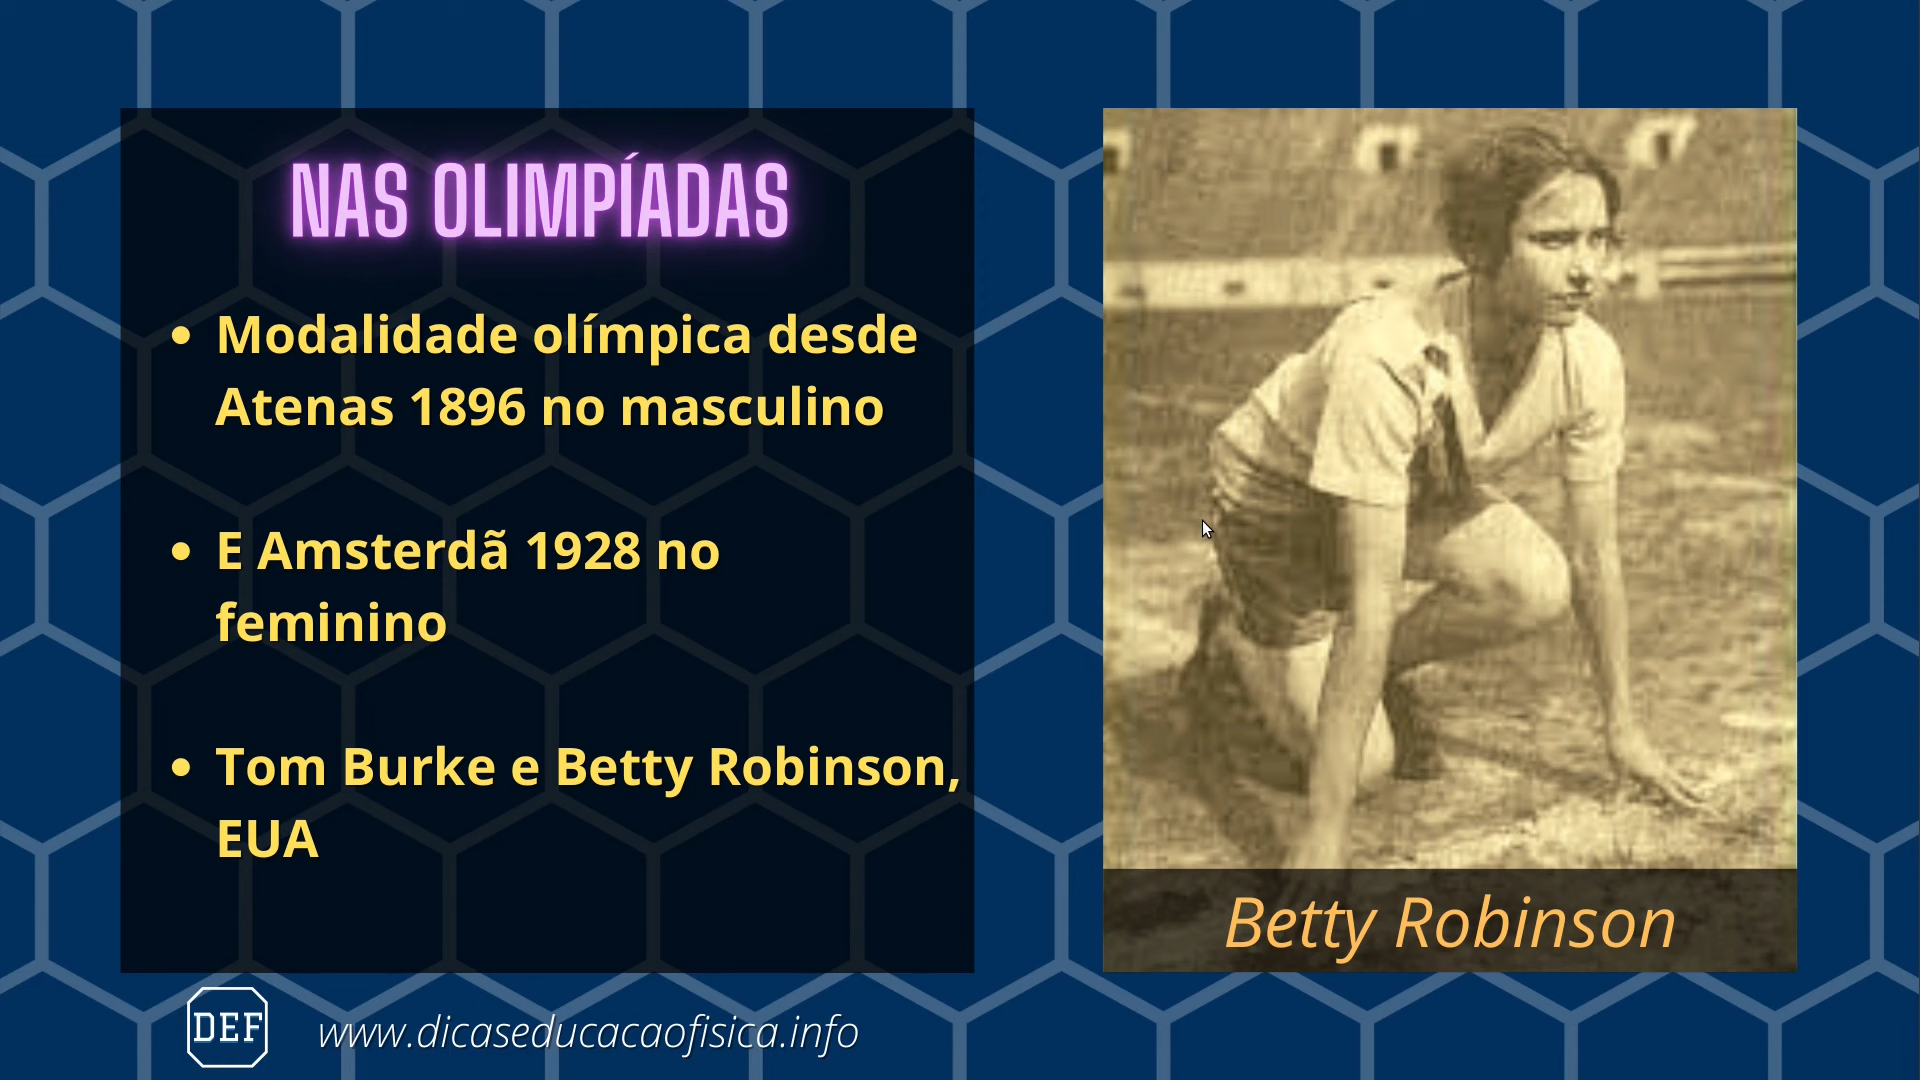 NAS OLIMPÍADAS
• Modalidade olímpica desde
Atenas 1896 no masculino
• E Amsterdã 1928 no
feminino
• Tom Burke e Betty Robinson,
EUA
Betty Robinson
DEF
www.dicaseducacaofisica.info